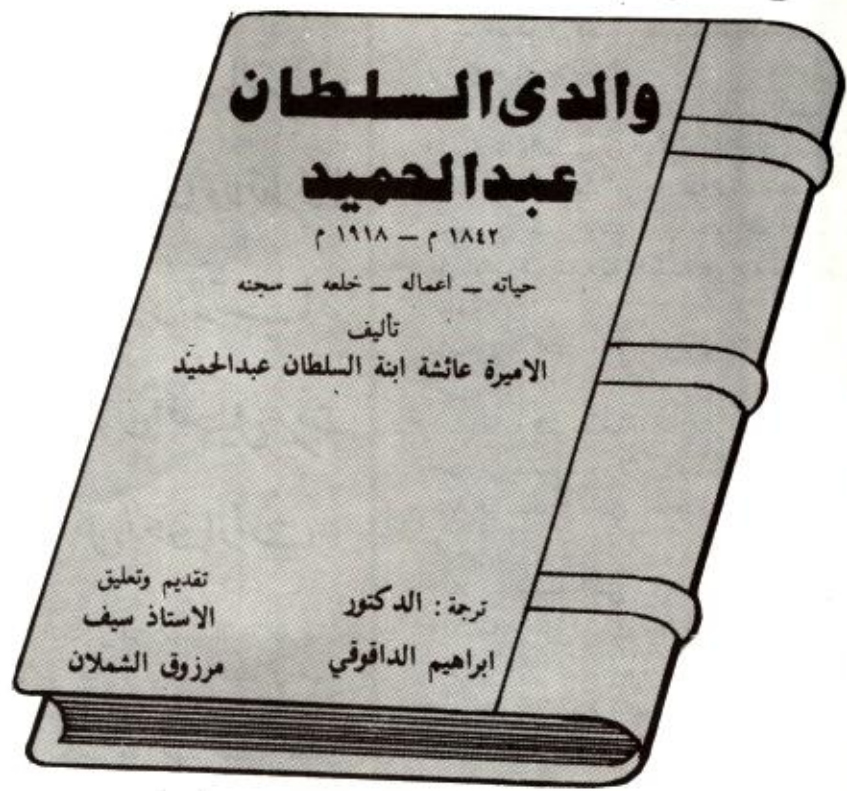 والدى السلطان
عبدالحميد
١٨٤٢ م – ١٩١٨ م
حياته – اعماله – خلعه – سجنه
تأليف
الاميرة عائشة ابنة السلطان عبدالحميد
ترجمة : الدكتور
ابراهيم الداقوقي
تقديم وتعليق
الاستاذ سيف
مرزوق الشملان